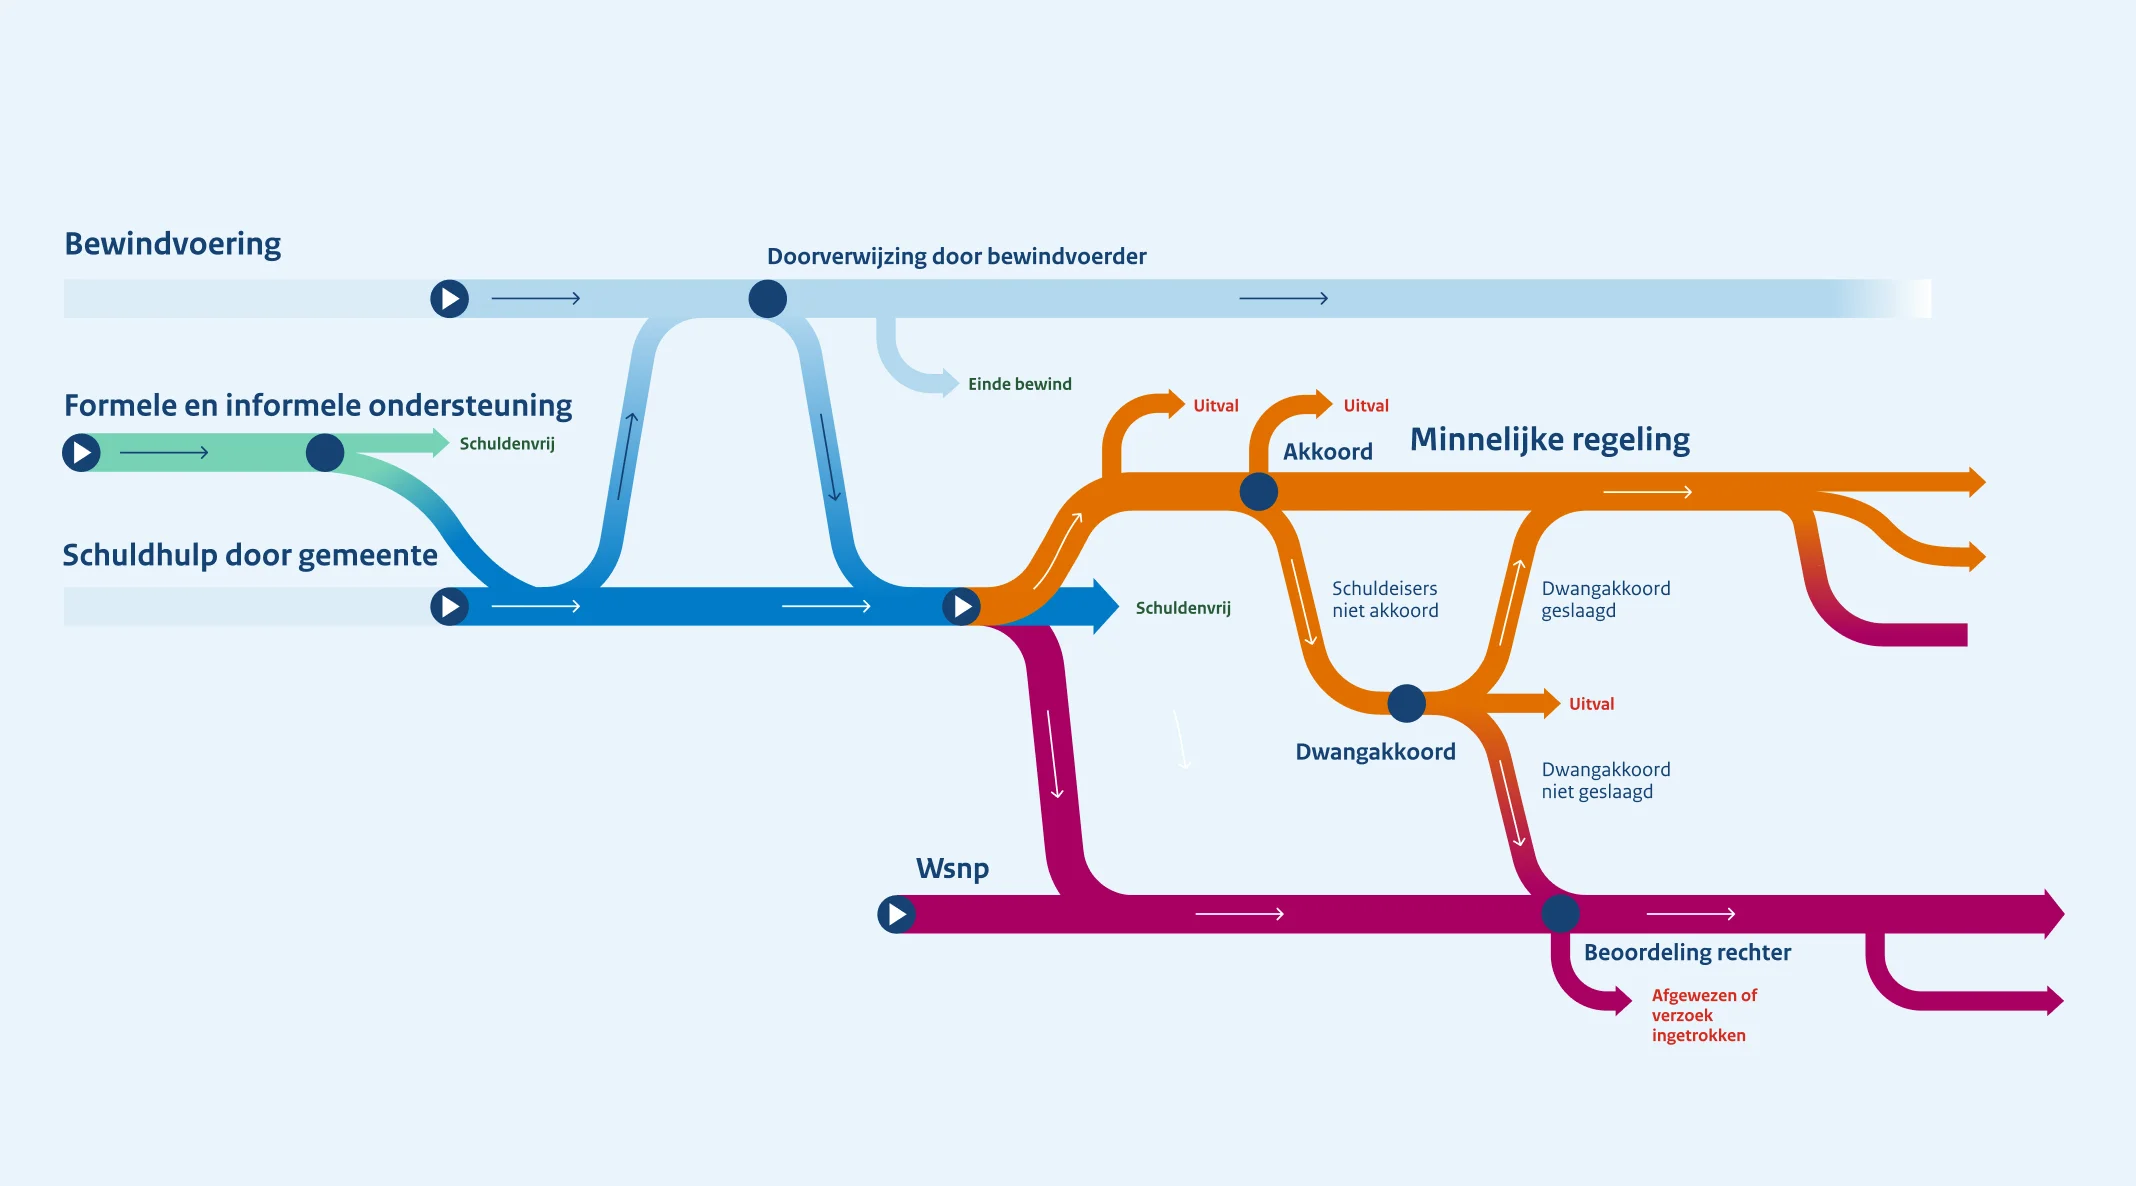 Bewindvoering
Doorverwijzing door bewindvoerder
Einde bewind
Formele en informele ondersteuning
Schuldenvrij
Uitval
Uitval
Akkoord
Minnelijke regeling
Schuldhulp door gemeente
Schuldenvrij
Schuldeisers
niet akkoord
Dwangakkoord
geslaagd
Uitval
Dwangakkoord
Dwangakkoord
niet geslaagd
Wsnp
Beoordeling rechter
Afgewezen of
verzoek
ingetrokken